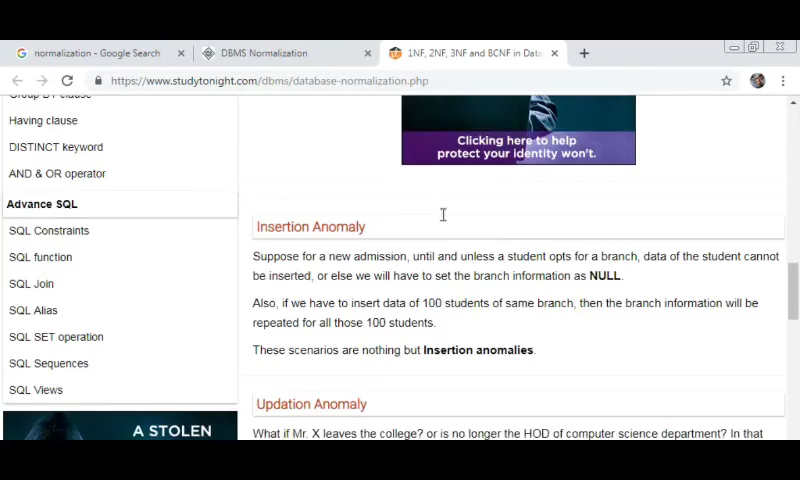 normalization - Google Search
DBMS Normalization
1NF, 2NF, 3NF and BCNF in Data
https://www.studytonight.com/dbms/database-normalization.php
Group BY clause
Having clause
DISTINCT keyword
AND & OR operator
Advance SQL
SQL Constraints
SQL function
SQL Join
SQL Alias
SQL SET operation
SQL Sequences
SQL Views
A STOLEN
Clicking here to help
protect your identity won't.
Insertion Anomaly
Suppose for a new admission, until and unless a student opts for a branch, data of the student cannot
be inserted, or else we will have to set the branch information as NULL.
Also, if we have to insert data of 100 students of same branch, then the branch information will be
repeated for all those 100 students.
These scenarios are nothing but Insertion anomalies.
Updation Anomaly
What if Mr. X leaves the college? or is no longer the HOD of computer science department? In that